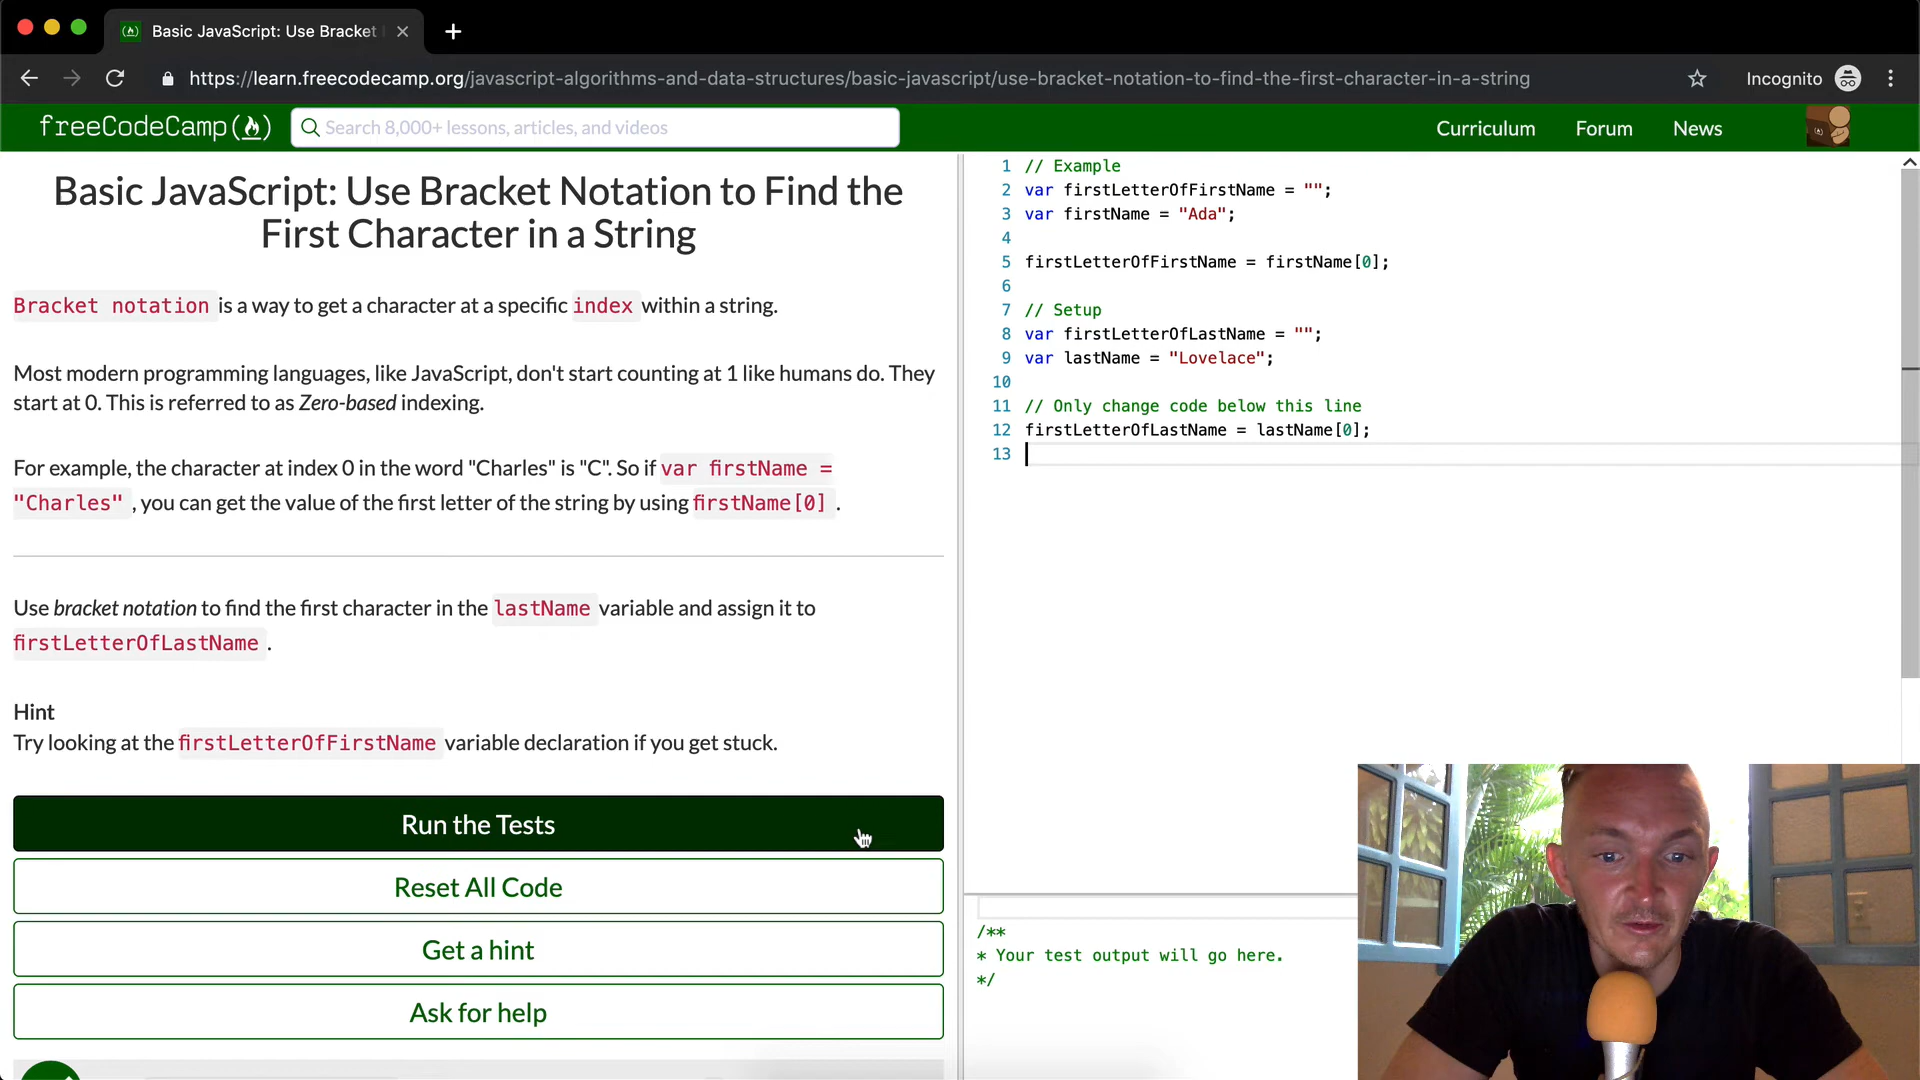 Basic JavaScript: Use Bracket
https://learn.freecodecamp.org/javascript-algorithms-and-data-structures/basic-javascript/use-bracket-notation-to-find-the-first-character-in-a-string
Incognito
freeCodeCamp
Search 8,000+ lessons, articles, and videos
Curriculum
Forum
News
Basic JavaScript: Use Bracket Notation to Find the
First Character in a String
Bracket notation is a way to get a character at a specific index within a string.
Most modern programming languages, like JavaScript, don't start counting at 1 like humans do. They
start at 0. This is referred to as Zero-based indexing.
For example, the character at index 0 in the word "Charles" is "C". So if var firstName =
"Charles" , you can get the value of the first letter of the string by using firstName[0] .
Use bracket notation to find the first character in the lastName variable and assign it to
firstLetterOfLastName .
Hint
Try looking at the firstLetterOfFirstName variable declaration if you get stuck.
Run the Tests
Reset All Code
Get a hint
Ask for help
1 // Example
2 var firstLetterOfFirstName = "";
3 var firstName = "Ada";
4
5 firstLetterOfFirstName = firstName[0];
6
7 // Setup
8 var firstLetterOfLastName = "";
9 var lastName = "Lovelace";
10
11 // Only change code below this line
12 firstLetterOfLastName = lastName[0];
13
/**
* Your test output will go here.
*/